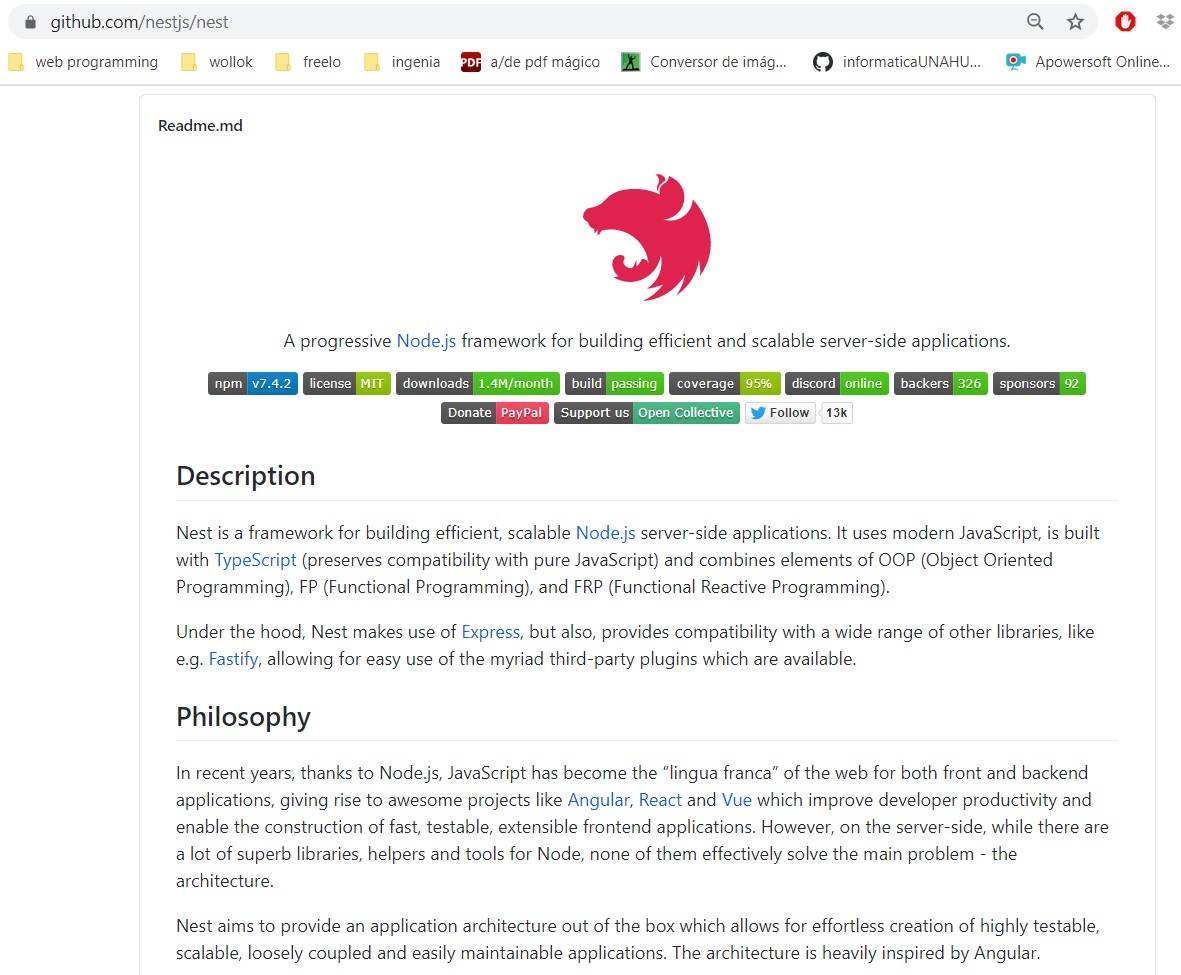 github.com/nestjs/nest
web programming wollok freelo ingenia PDF a/de pdf mágico Conversor de imág... informaticaUNAHU... Apowersoft Online...
Readme.md
A progressive Node.js framework for building efficient and scalable server-side applications.
npm v7.4.2 license MIT downloads 1.4M/month build passing coverage 95% discord online backers 326 sponsors 92
Donate PayPal Support us Open Collective Follow 13k
Description
Nest is a framework for building efficient, scalable Node.js server-side applications. It uses modern JavaScript, is built
with TypeScript (preserves compatibility with pure JavaScript) and combines elements of OOP (Object Oriented
Programming), FP (Functional Programming), and FRP (Functional Reactive Programming).
Under the hood, Nest makes use of Express, but also, provides compatibility with a wide range of other libraries, like
e.g. Fastify, allowing for easy use of the myriad third-party plugins which are available.
Philosophy
In recent years, thanks to Node.js, JavaScript has become the “lingua franca” of the web for both front and backend
applications, giving rise to awesome projects like Angular, React and Vue which improve developer productivity and
enable the construction of fast, testable, extensible frontend applications. However, on the server-side, while there are
a lot of superb libraries, helpers and tools for Node, none of them effectively solve the main problem - the
architecture.
Nest aims to provide an application architecture out of the box which allows for effortless creation of highly testable,
scalable, loosely coupled and easily maintainable applications. The architecture is heavily inspired by Angular.